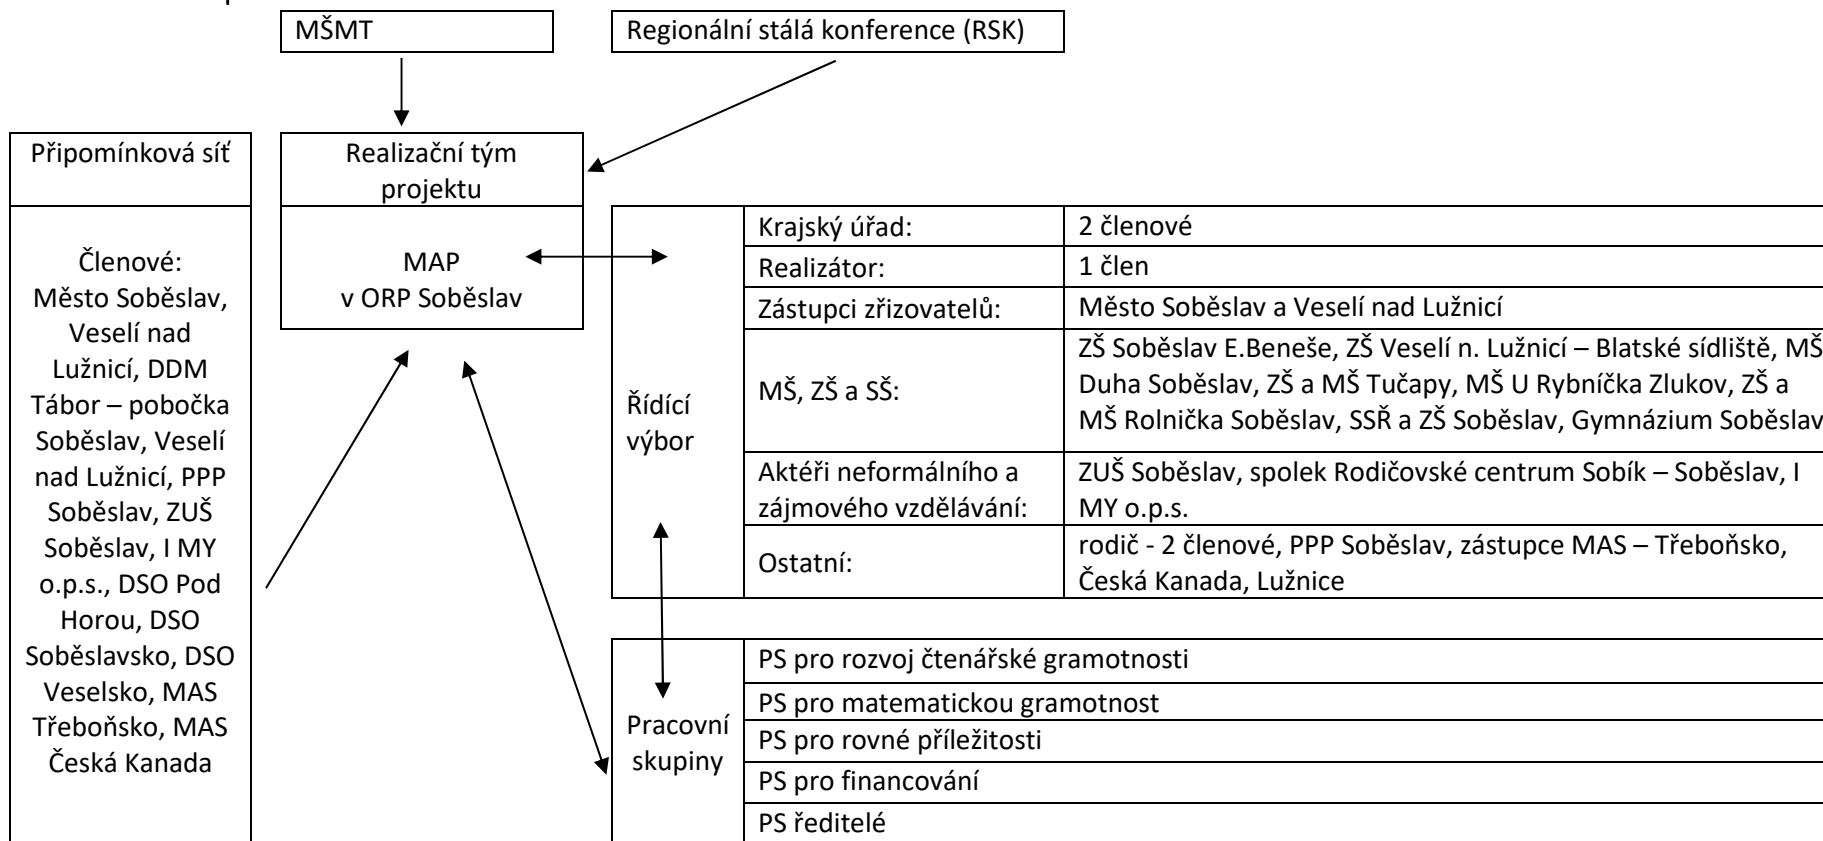 MŠMT
Regionální stálá konference (RSK)
Připomínková síť
Realizační tým
projektu
Členové:
Město Soběslav,
Veselí nad
Lužnicí, DDM
Tábor – pobočka
Soběslav, Veselí
nad Lužnicí, PPP
Soběslav, ZUŠ
Soběslav, I MY
o.p.s., DSO Pod
Horou, DSO
Soběslavsko, DSO
Veselsko, MAS
Třeboňsko, MAS
Česká Kanada
MAP
v ORP Soběslav
Řídící
výbor
Krajský úřad:
2 členové
Realizátor:
1 člen
Zástupci zřizovatelů:
Město Soběslav a Veselí nad Lužnicí
MŠ, ZŠ a SŠ:
ZŠ Soběslav E.Beneše, ZŠ Veselí n. Lužnicí – Blatské sídliště, MŠ
Duha Soběslav, ZŠ a MŠ Tučapy, MŠ U Rybníčka Zlukov, ZŠ a
MŠ Rolnička Soběslav, SSŘ a ZŠ Soběslav, Gymnázium Soběslav
Aktéři neformálního a
zájmového vzdělávání:
ZUŠ Soběslav, spolek Rodičovské centrum Sobík – Soběslav, I
MY o.p.s.
Ostatní:
rodič - 2 členové, PPP Soběslav, zástupce MAS – Třeboňsko,
Česká Kanada, Lužnice
Pracovní
skupiny
PS pro rozvoj čtenářské gramotnosti
PS pro matematickou gramotnost
PS pro rovné příležitosti
PS pro financování
PS ředitelé